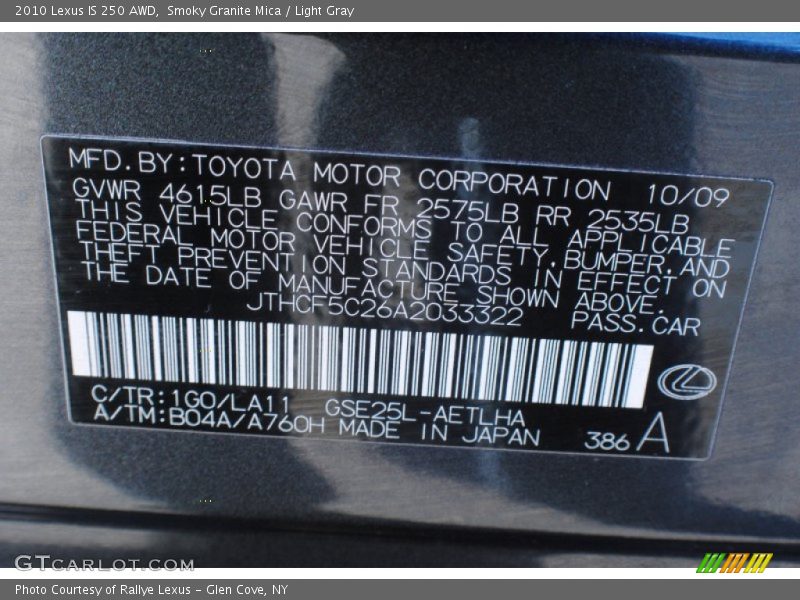 2010 Lexus IS 250 AWD,  Smoky Granite Mica / Light Gray
MFD. BY: TOYOTA MOTOR CORPORATION 10/09
GVWR 4615LB GAWR FR 2575LB RR 2535LB
THIS VEHICLE CONFORMS TO ALL APPLICABLE
FEDERAL MOTOR VEHICLE SAFETY, BUMPER, AND
THEFT PREVENTION STANDARDS IN EFFECT ON
THE DATE OF MANUFACTURE SHOWN ABOVE.
JTHCF5C26A2033322 PASS. CAR
C/TR: 1G0/LA11 GSE25L-AETLHA
A/TM: B04A/A760H MADE IN JAPAN 386 A
GTCARLOT.COM
Photo Courtesy of Rallye Lexus - Glen Cove, NY